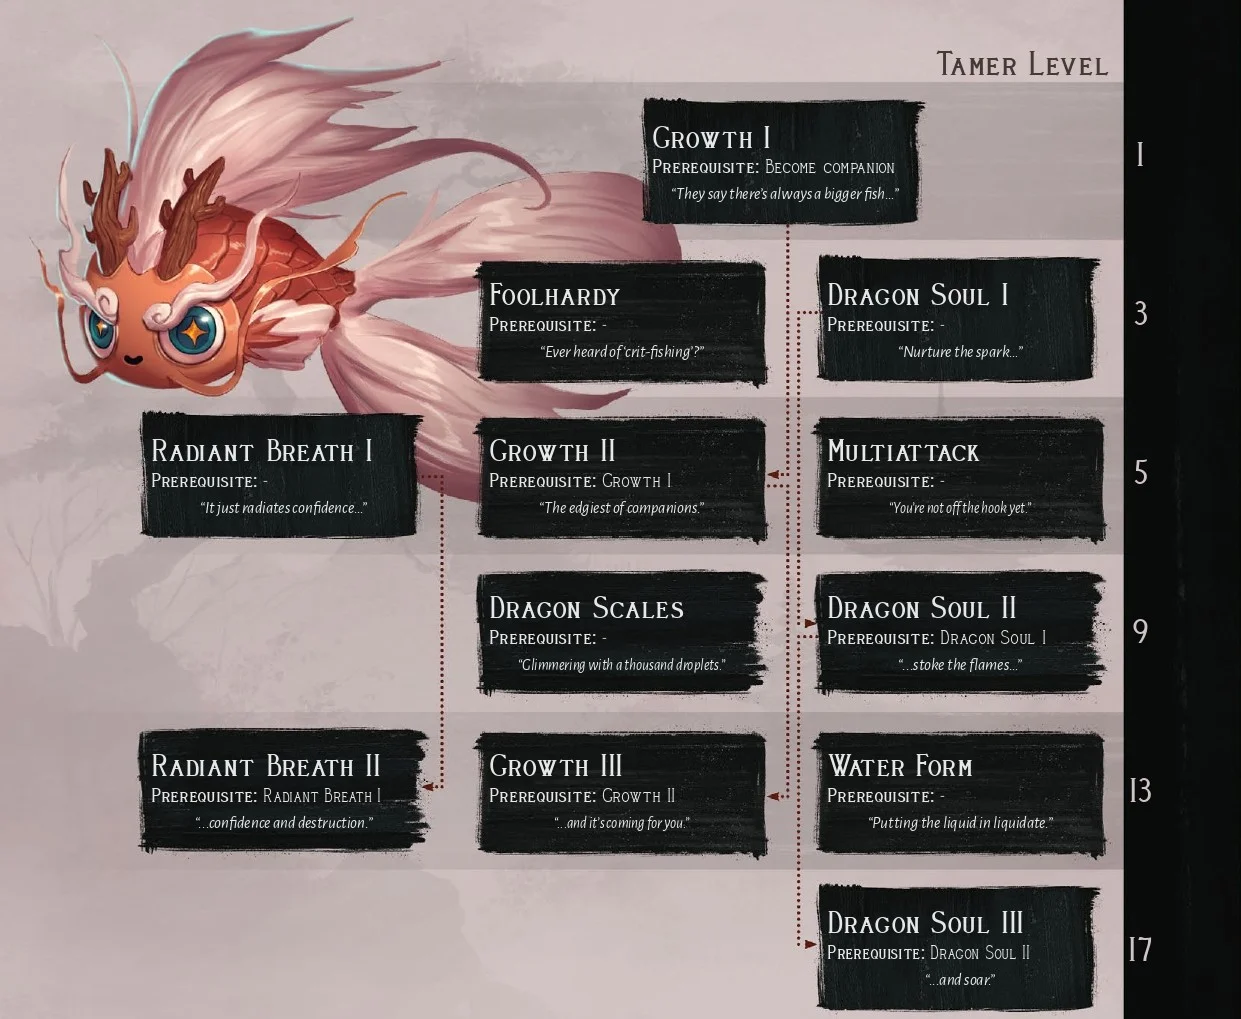 Tamer Level
Growth I
Prerequisite: Become companion
"They say there's always a bigger fish..."
1
Foolhardy
Prerequisite: -
"Ever heard of 'crit-fishing'?"
Dragon Soul I
Prerequisite: -
"Nurture the spark..."
3
Radiant Breath I
Prerequisite: -
"It just radiates confidence..."
Growth II
Prerequisite: Growth I
"The edgiest of companions."
Multiattack
Prerequisite: -
"You're not off the hook yet."
5
Dragon Scales
Prerequisite: -
"Glimmering with a thousand droplets."
Dragon Soul II
Prerequisite: Dragon Soul I
"...stoke the flames..."
9
Radiant Breath II
Prerequisite: Radiant Breath I
"...confidence and destruction."
Growth III
Prerequisite: Growth II
"...and it's coming for you."
Water Form
Prerequisite: -
"Putting the liquid in liquidate."
13
Dragon Soul III
Prerequisite: Dragon Soul II
"...and soar."
17